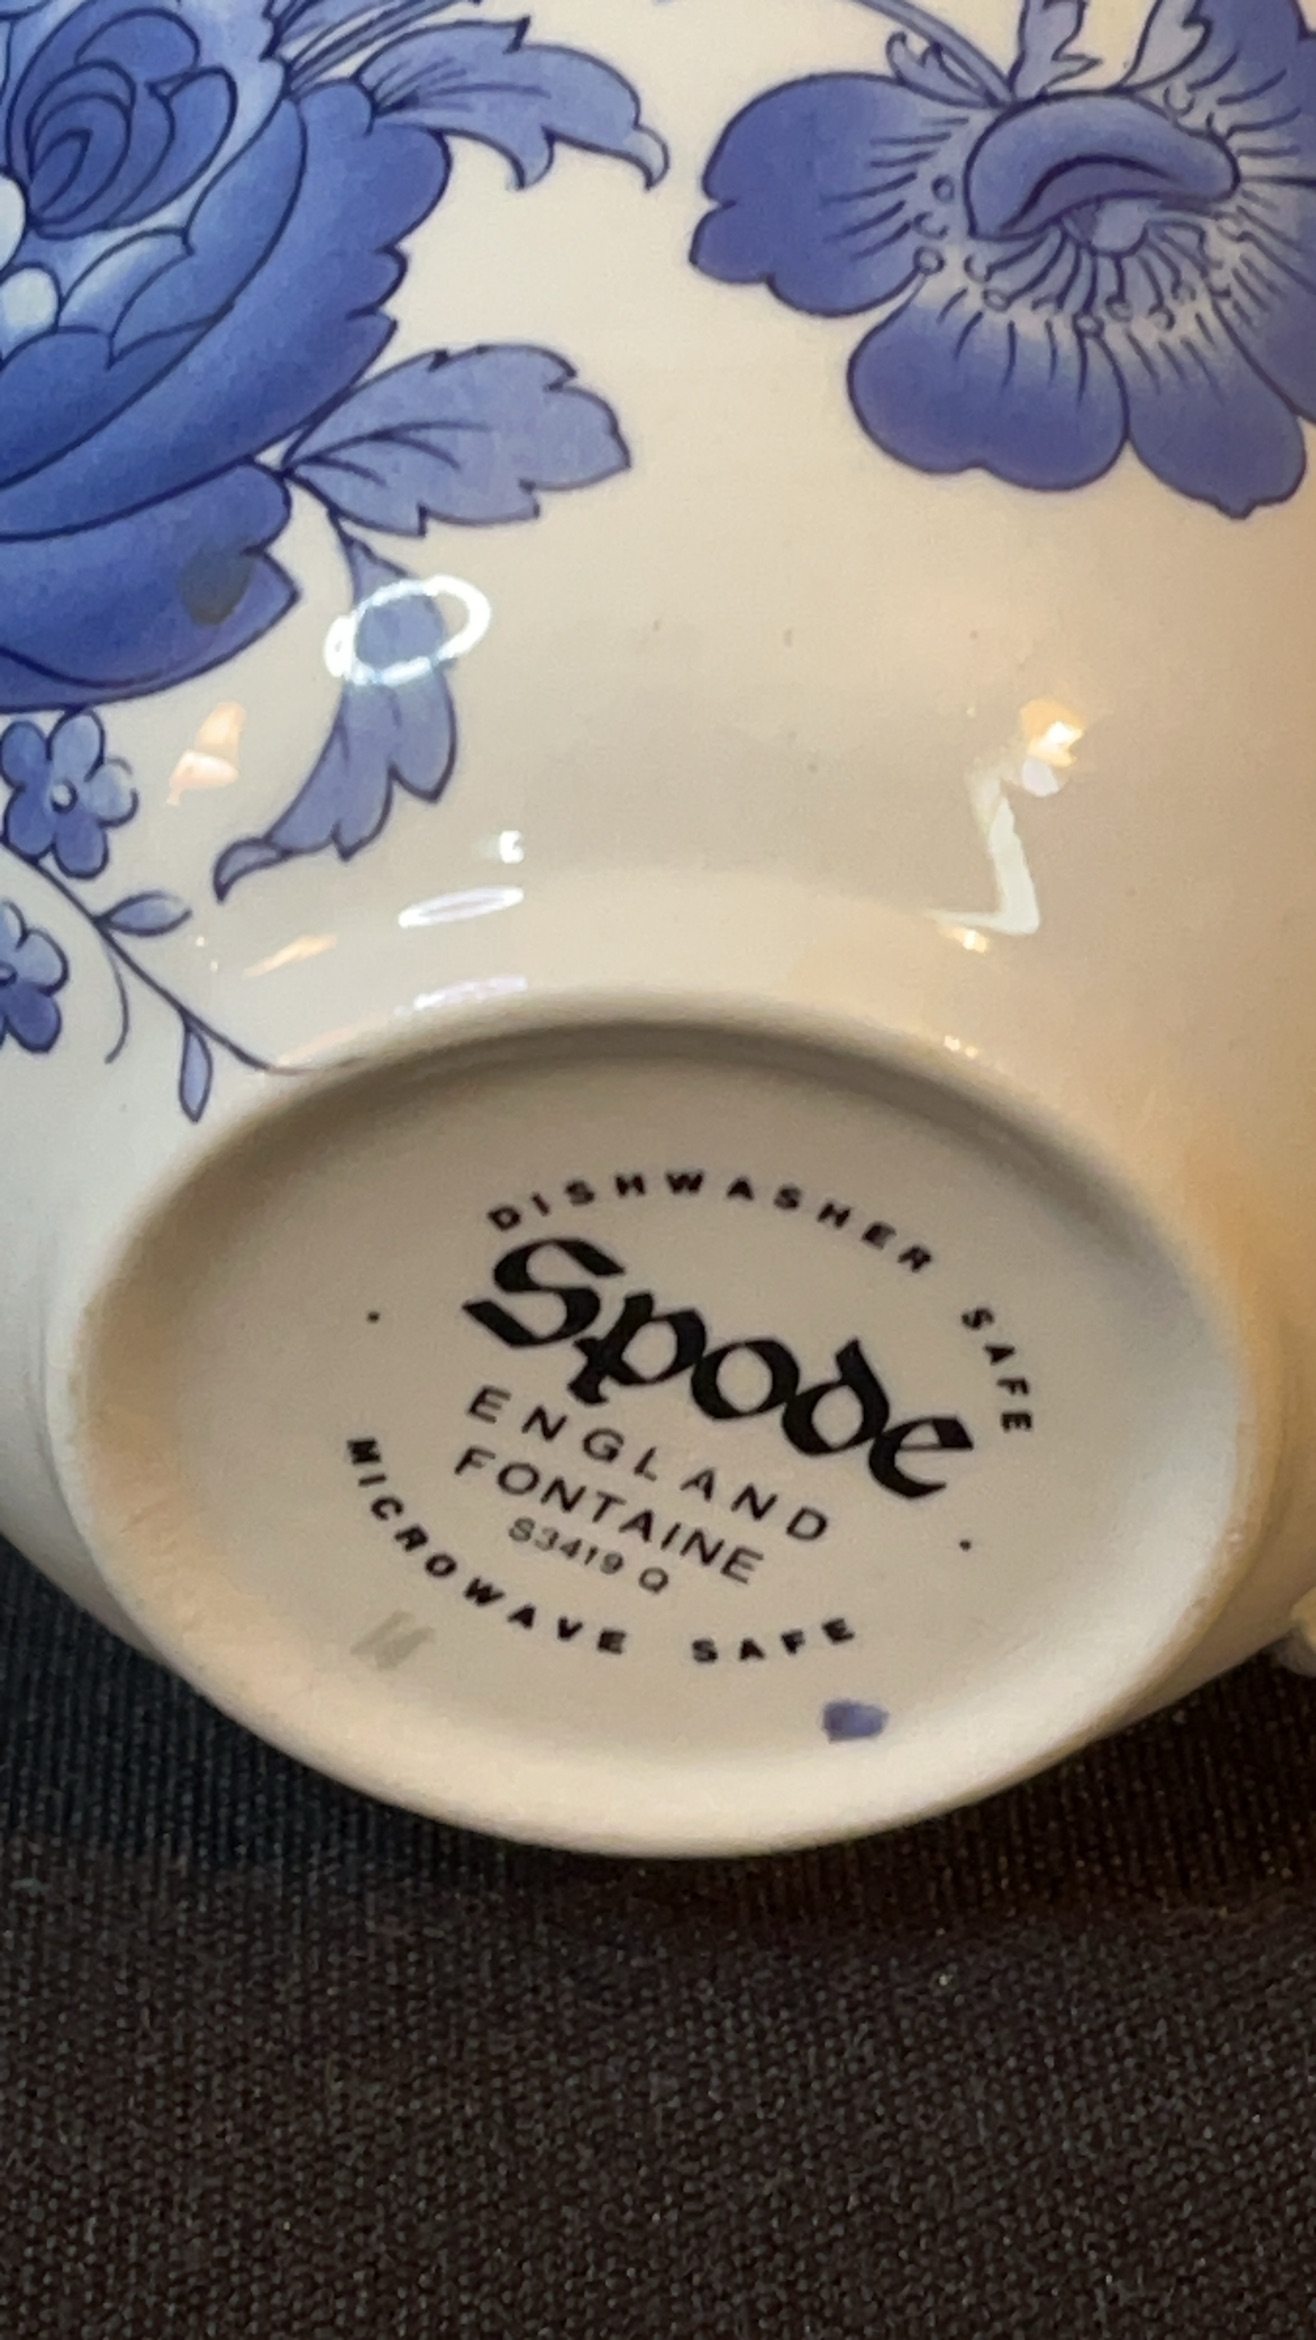 DISHWASHER SAFE
Spode
ENGLAND
FONTAINE
S3419 Q
MICROWAVE SAFE